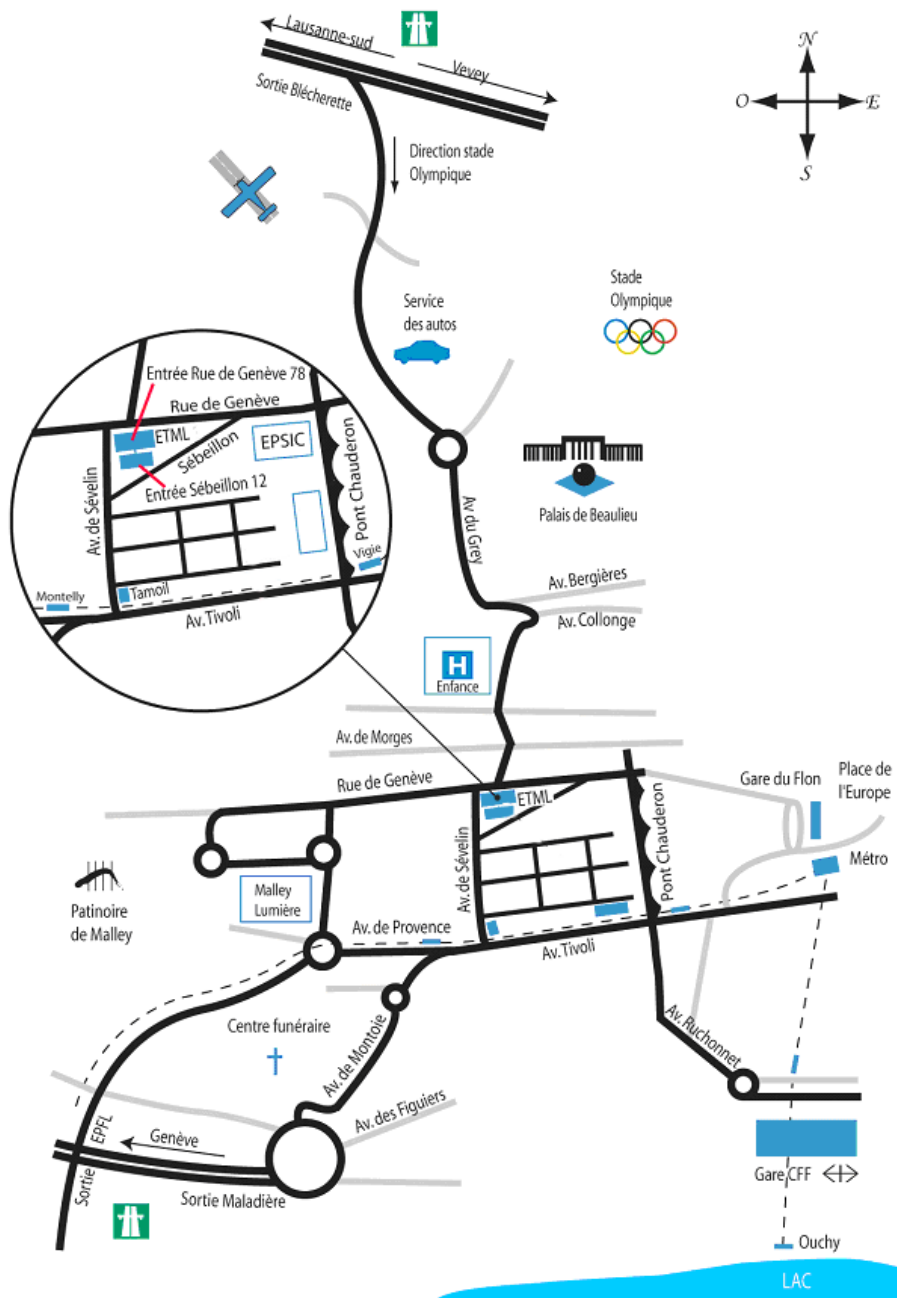 Lausanne-sud
Vevey
Sortie Blécherette
N
O
E
S
Direction stade
Olympique
Stade
Olympique
Service
des autos
Entrée Rue de Genève 78
Rue de Genève
ETML
Sébeillon
EPSIC
Entrée Sébeillon 12
Av. de Sévelin
Pont Chauderon
Vigie
Montelly
Tamoil
Av. Tivoli
Av du Grey
Palais de Beaulieu
Av. Bergières
Av. Collonge
H
Enfance
Av. de Morges
Rue de Genève
Gare du Flon
Place de
l'Europe
ETML
Av. de Sévelin
Pont Chauderon
Métro
Patinoire
de Malley
Malley
Lumière
Av. de Provence
Av. Tivoli
Centre funéraire
Av. de Montoie
Av. Ruchonnet
Av. des Figuiers
Genève
Sortie EPFL
Sortie Maladière
Gare CFF
Ouchy
LAC